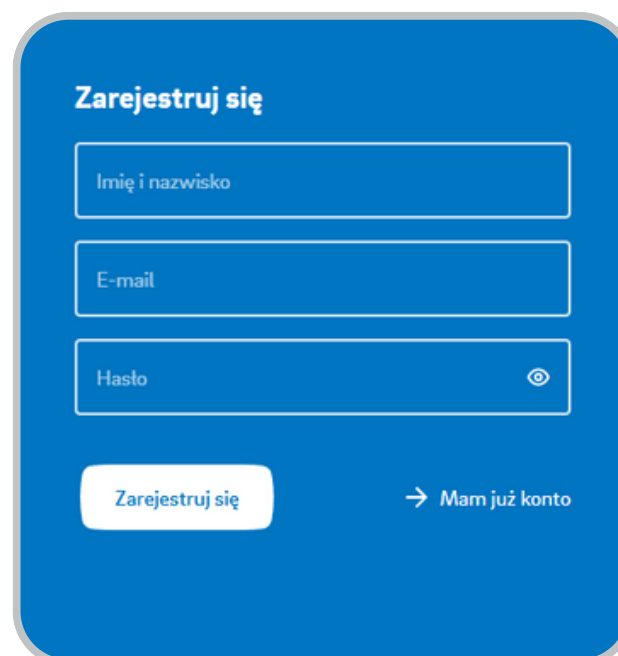 Zarejestruj się
Imię i nazwisko
E-mail
Hasło
Zarejestruj się
Mam już konto